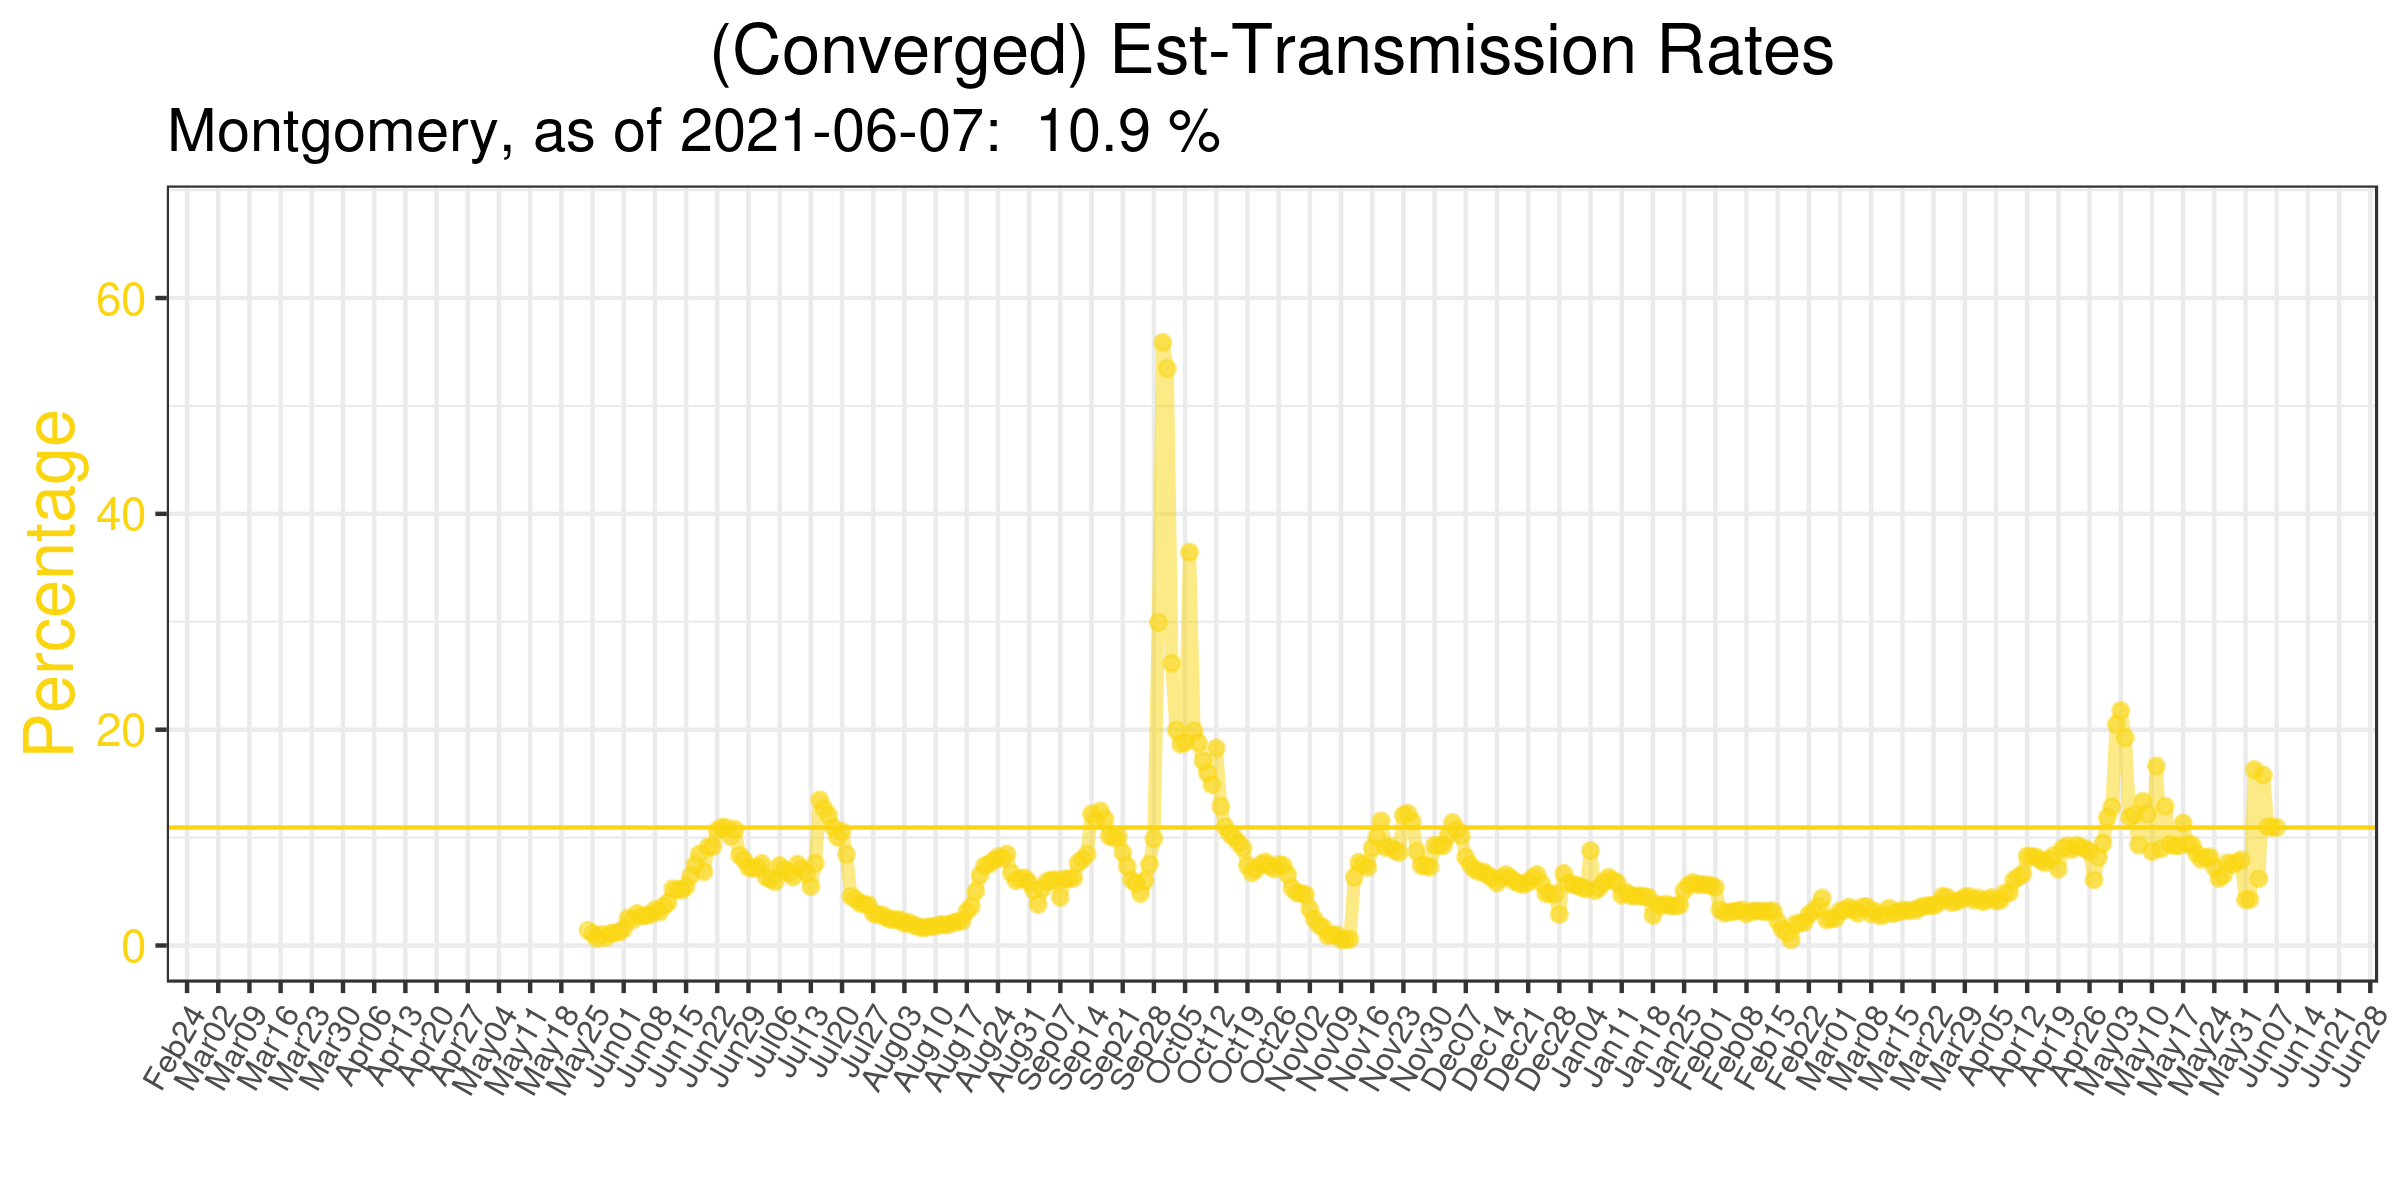 (Converged) Est-Transmission Rates
Montgomery, as of 2021-06-07:  10.9 %
Percentage
60
40
20
0
Feb24
Mar02
Mar09
Mar16
Mar23
Mar30
Apr06
Apr13
Apr20
Apr27
May04
May11
May18
May25
Jun01
Jun08
Jun15
Jun22
Jun29
Jul06
Jul13
Jul20
Jul27
Aug03
Aug10
Aug17
Aug24
Aug31
Sep07
Sep14
Sep21
Sep28
Oct05
Oct12
Oct19
Oct26
Nov02
Nov09
Nov16
Nov23
Nov30
Dec07
Dec14
Dec21
Dec28
Jan04
Jan11
Jan18
Jan25
Feb01
Feb08
Feb15
Feb22
Mar01
Mar08
Mar15
Mar22
Mar29
Apr05
Apr12
Apr19
Apr26
May03
May10
May17
May24
May31
Jun07
Jun14
Jun21
Jun28